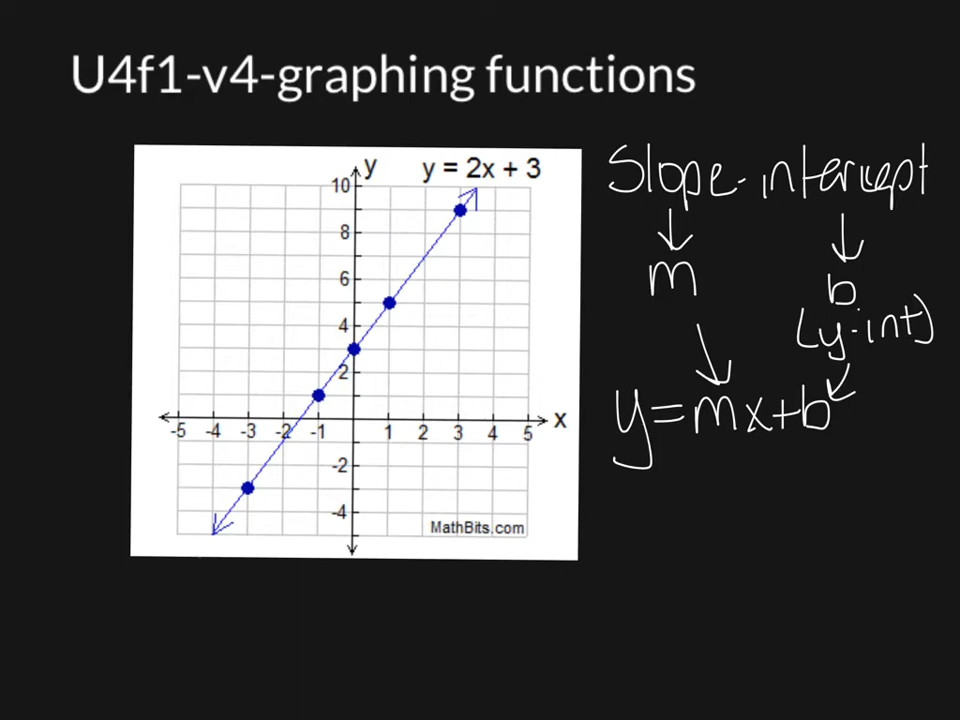 U4f1-v4-graphing functions
y
y = 2x + 3
10
8
6
4
2
-5 -4 -3 -2 -1 1 2 3 4 5 x
-2
-4
MathBits.com
Slope-intercept
m
b
(y-int)
y=mx+b